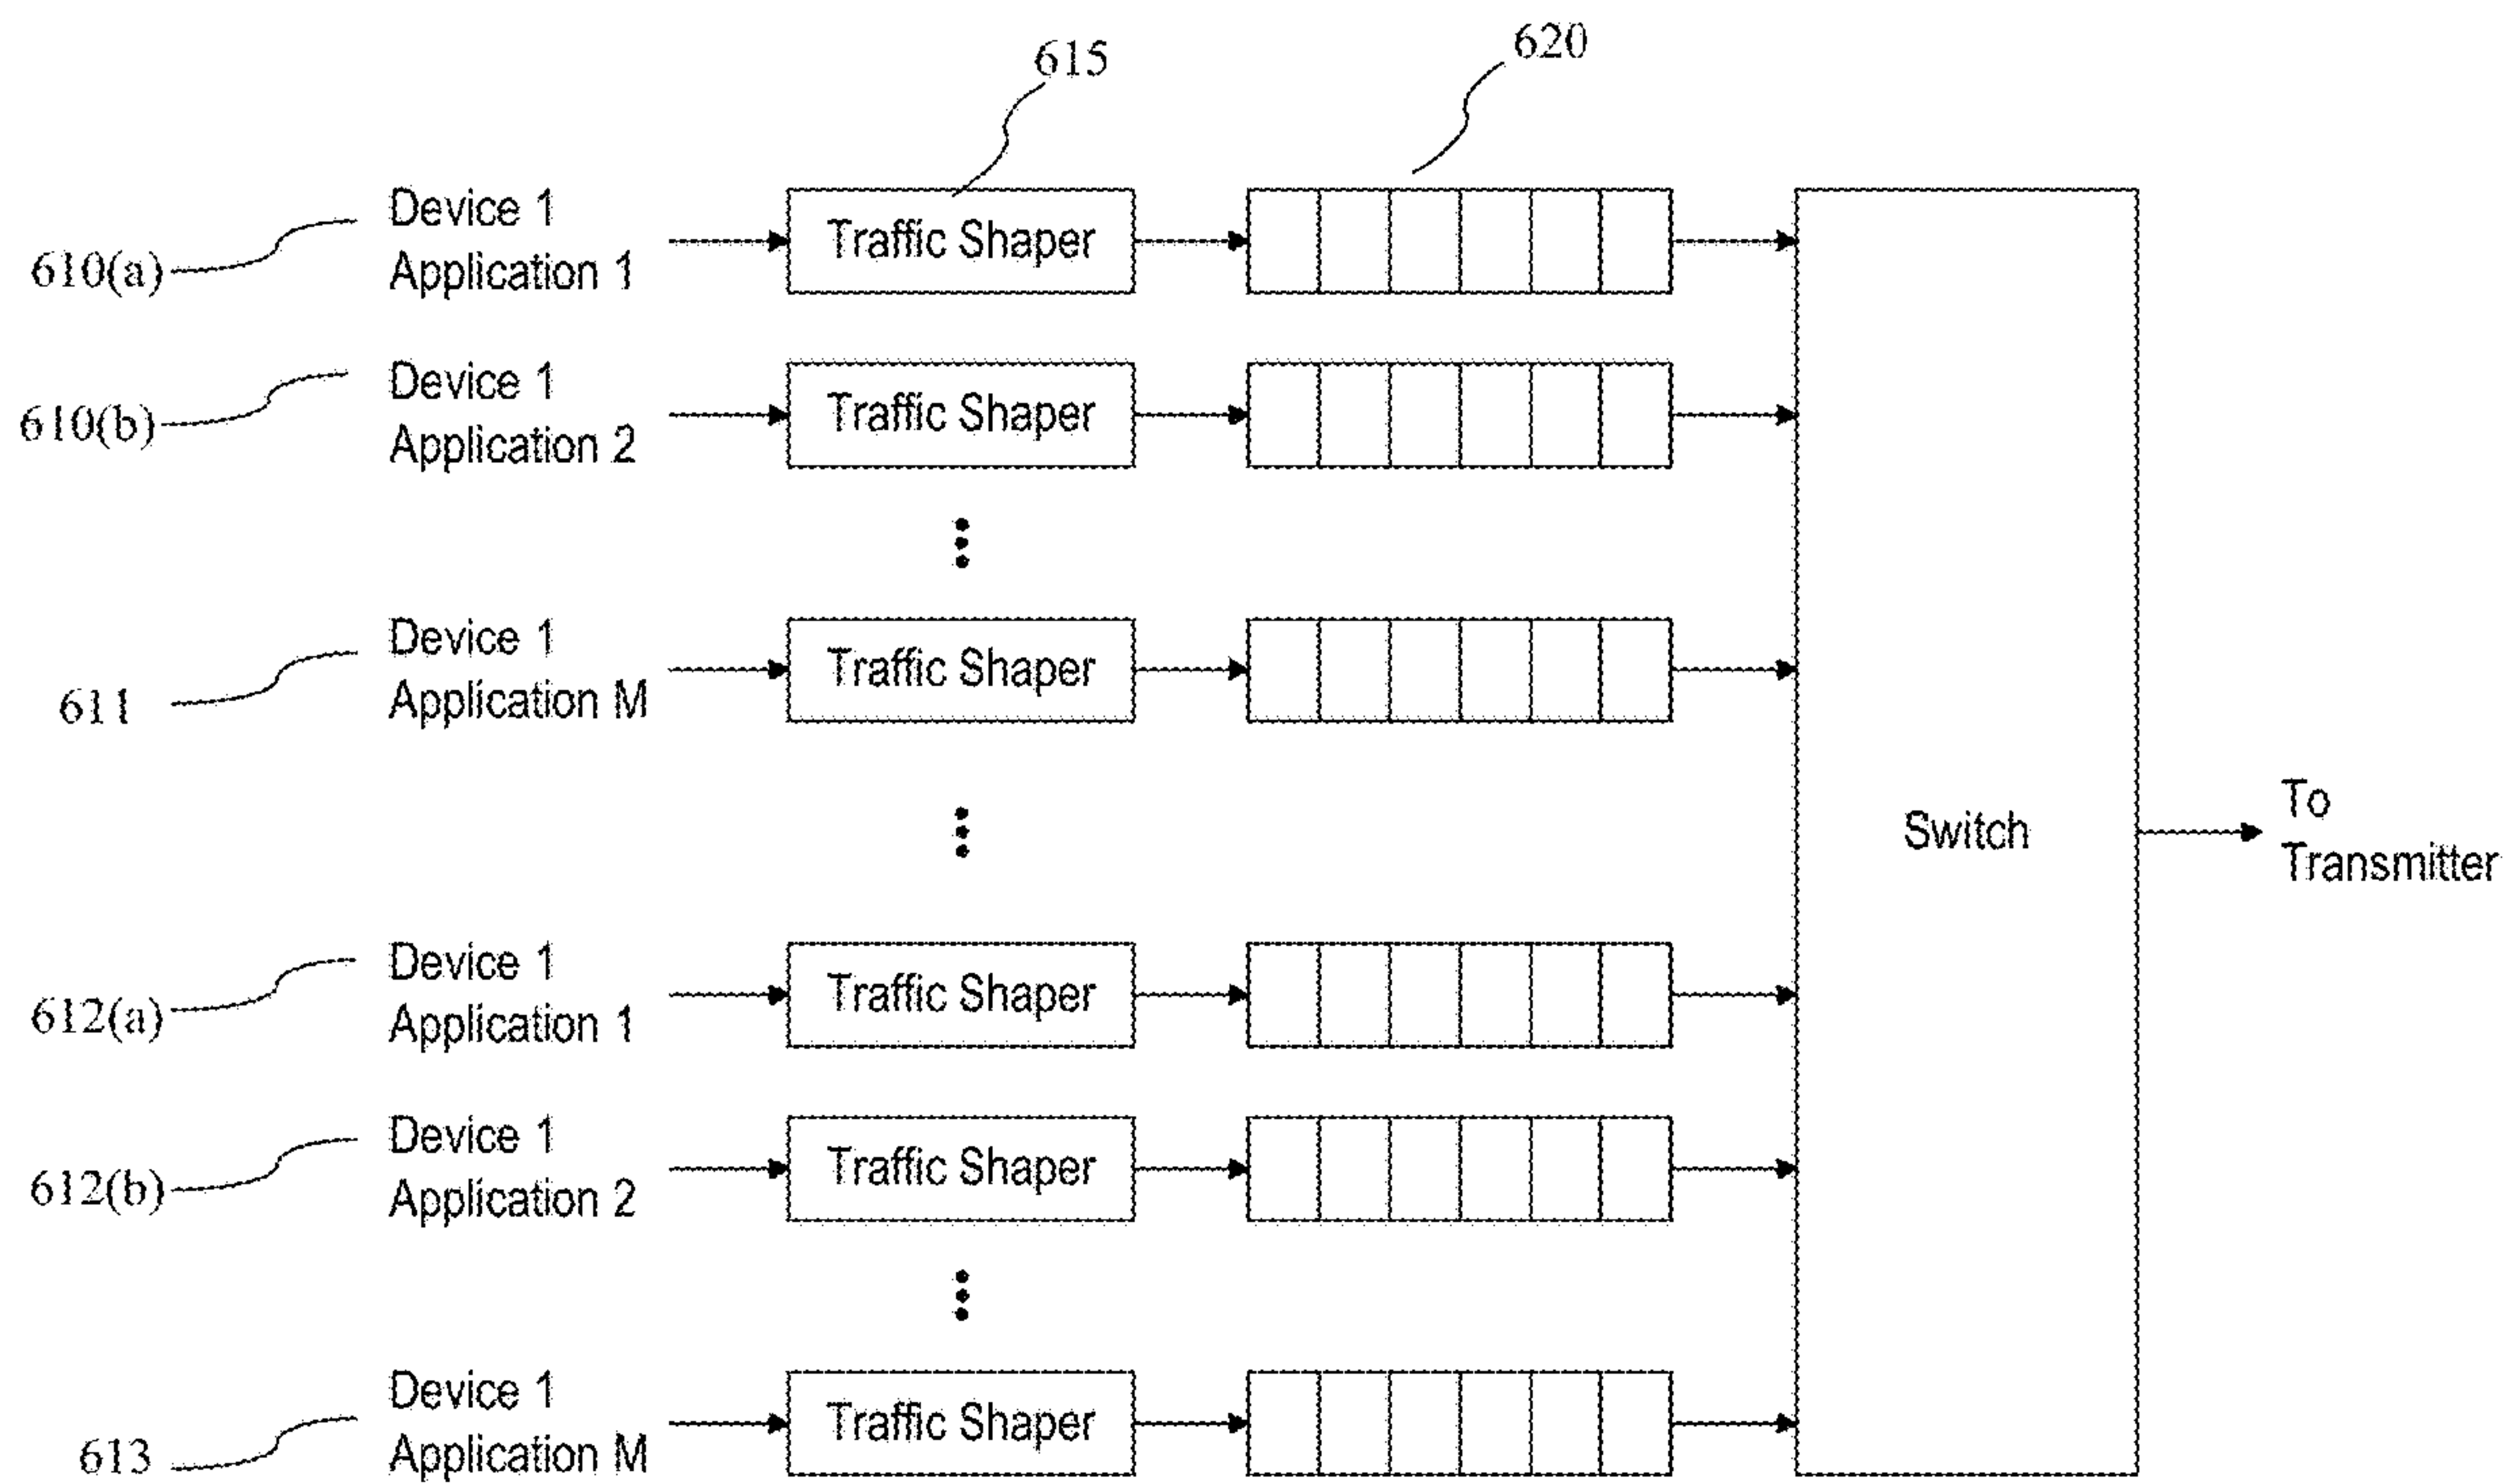 615
620
610(a)
Device 1
Application 1
Traffic Shaper
610(b)
Device 1
Application 2
Traffic Shaper
611
Device 1
Application M
Traffic Shaper
Switch
To
Transmitter
612(a)
Device 1
Application 1
Traffic Shaper
612(b)
Device 1
Application 2
Traffic Shaper
613
Device 1
Application M
Traffic Shaper